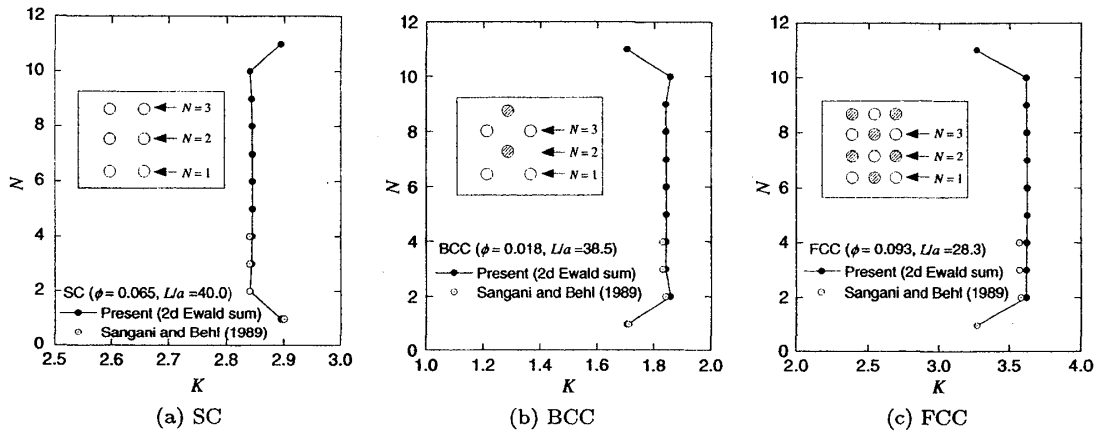 12
10
8
6
4
2
0
N
N = 3
N = 2
N = 1
SC (ϕ = 0.065, L/a =40.0)
Present (2d Ewald sum)
Sangani and Behl (1989)
2.5 2.6 2.7 2.8 2.9 3.0
K
(a) SC
12
10
8
6
4
2
0
N
N = 3
N = 2
N = 1
BCC (ϕ = 0.018, L/a =38.5)
Present (2d Ewald sum)
Sangani and Behl (1989)
1.0 1.2 1.4 1.6 1.8 2.0
K
(b) BCC
12
10
8
6
4
2
0
N
N = 3
N = 2
N = 1
FCC (ϕ = 0.093, L/a =28.3)
Present (2d Ewald sum)
Sangani and Behl (1989)
2.0 2.5 3.0 3.5 4.0
K
(c) FCC